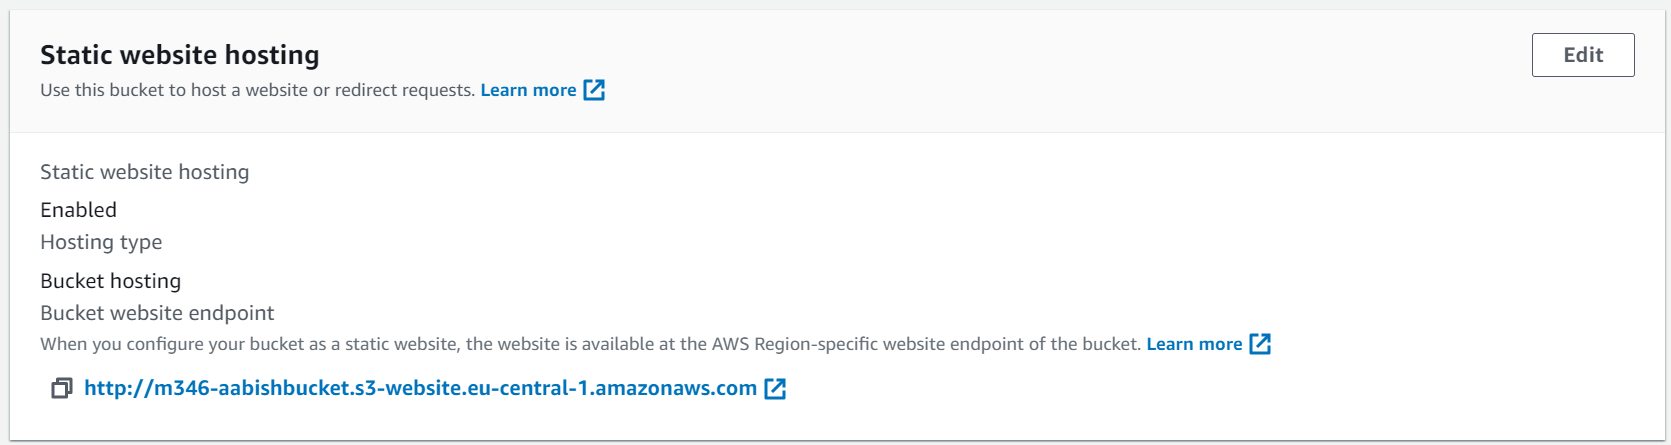 Static website hosting
Edit
Use this bucket to host a website or redirect requests. Learn more
Static website hosting
Enabled
Hosting type
Bucket hosting
Bucket website endpoint
When you configure your bucket as a static website, the website is available at the AWS Region-specific website endpoint of the bucket. Learn more
http://m346-aabishbucket.s3-website.eu-central-1.amazonaws.com